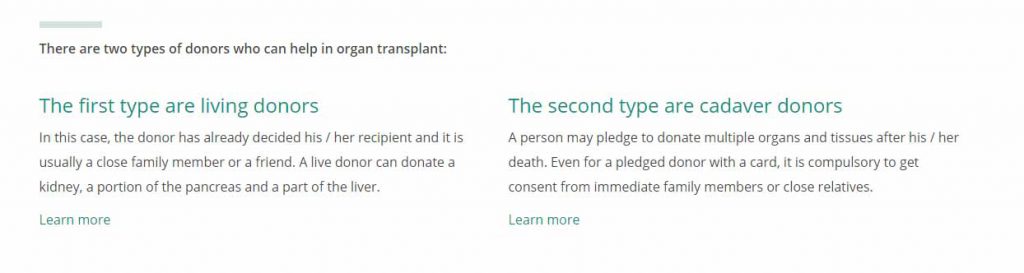 There are two types of donors who can help in organ transplant:
The first type are living donors
In this case, the donor has already decided his / her recipient and it is
usually a close family member or a friend. A live donor can donate a
kidney, a portion of the pancreas and a part of the liver.
Learn more
The second type are cadaver donors
A person may pledge to donate multiple organs and tissues after his / her
death. Even for a pledged donor with a card, it is compulsory to get
consent from immediate family members or close relatives.
Learn more